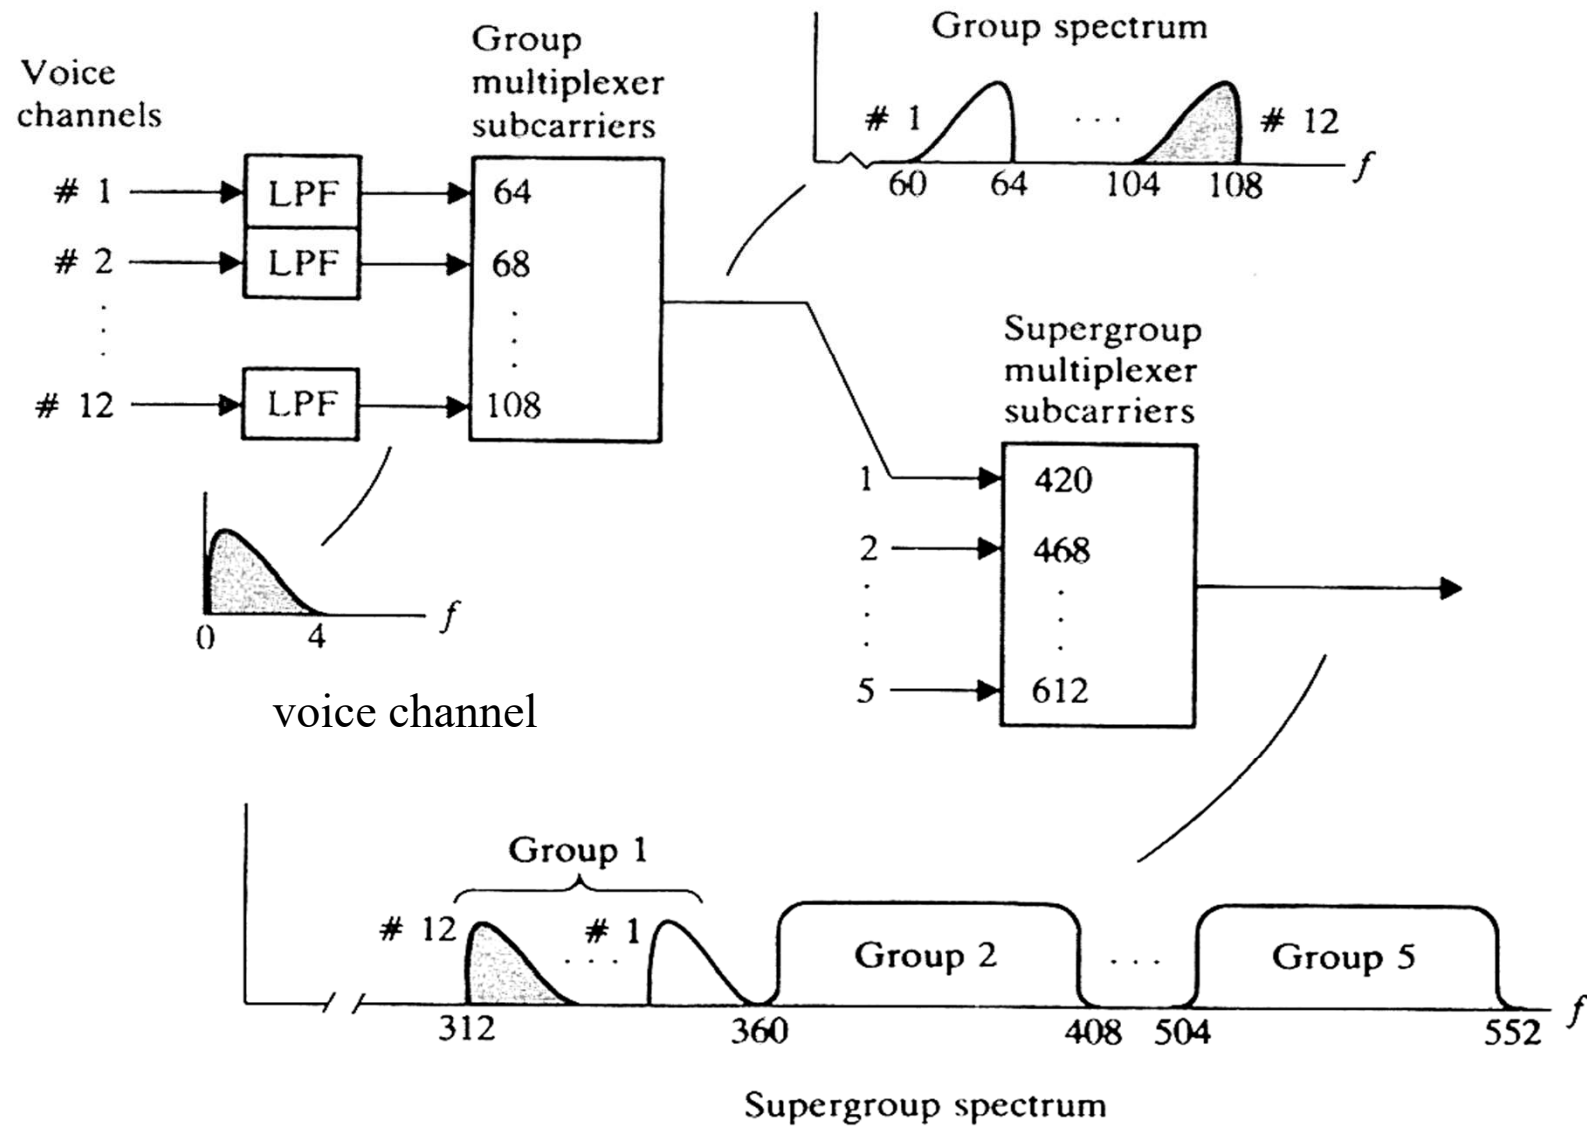 Voice
channels
Group
multiplexer
subcarriers
Group spectrum
# 1
. . .
# 12
f
60
64
104
108
# 1
LPF
64
# 2
LPF
68
# 12
LPF
108
0
4
f
voice channel
Supergroup
multiplexer
subcarriers
1
420
2
468
5
612
Group 1
# 12
. . .
# 1
Group 2
. . .
Group 5
312
360
408
504
552
f
Supergroup spectrum